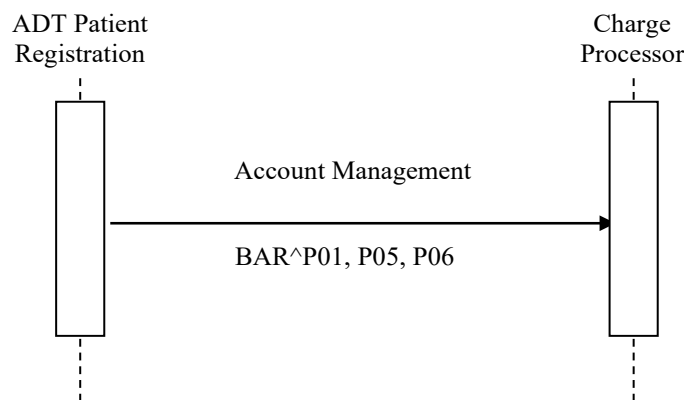 ADT Patient
Registration
Charge
Processor
Account Management
BAR^P01, P05, P06